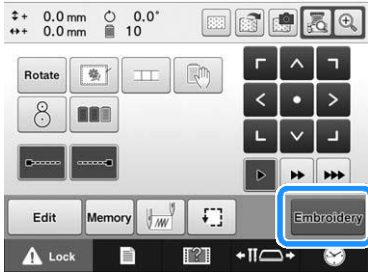 + 0.0 mm 0.0°
+ 0.0 mm 10
Rotate
Edit Memory Embroidery
Lock